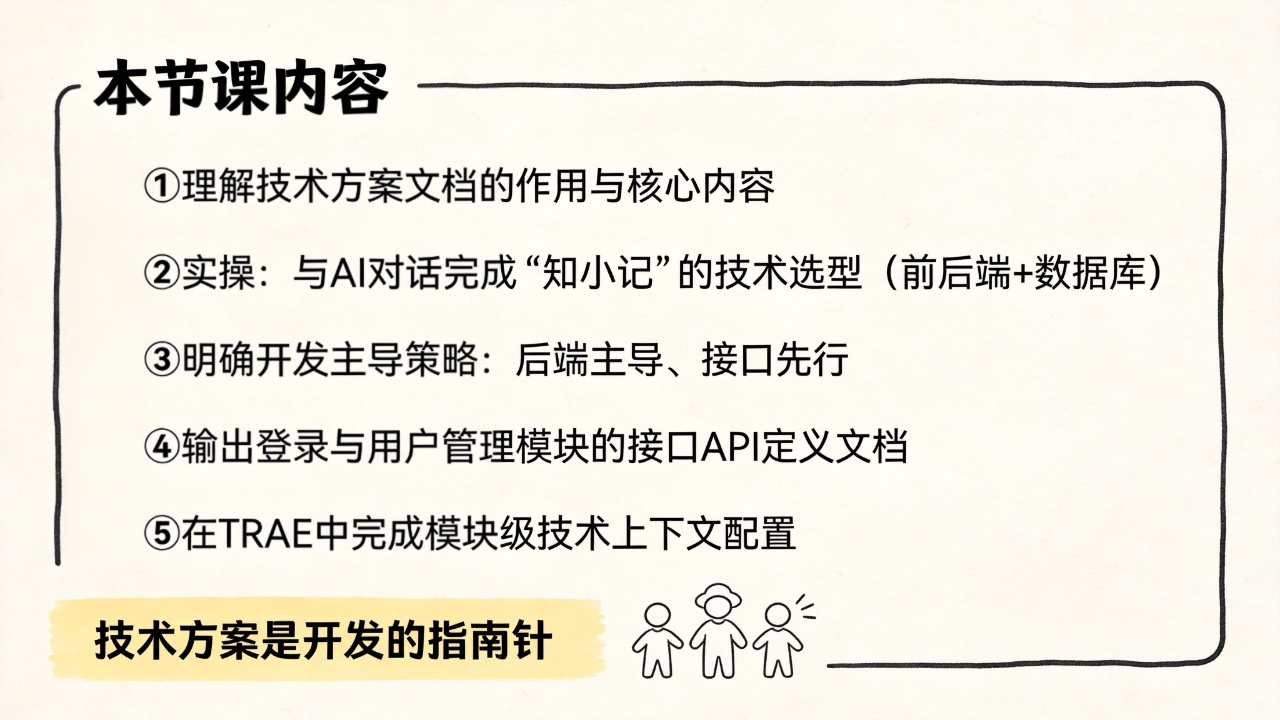 本节课内容
①理解技术方案文档的作用与核心内容
②实操：与AI对话完成“知小记”的技术选型（前后端+数据库）
③明确开发主导策略：后端主导、接口先行
④输出登录与用户管理模块的接口API定义文档
⑤在TRAE中完成模块级技术上下文配置
技术方案是开发的指南针